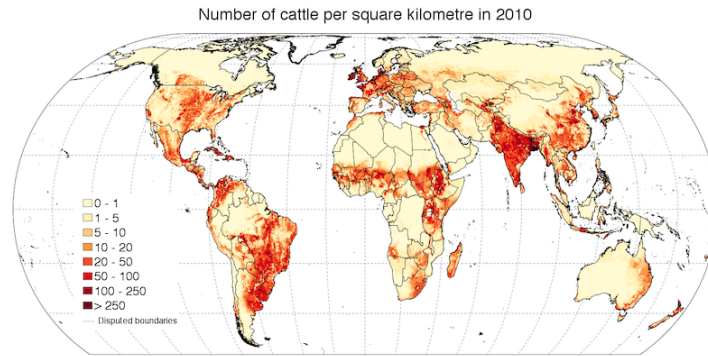 Number of cattle per square kilometre in 2010
0 - 1
1 - 5
5 - 10
10 - 20
20 - 50
50 - 100
100 - 250
> 250
Disputed boundaries